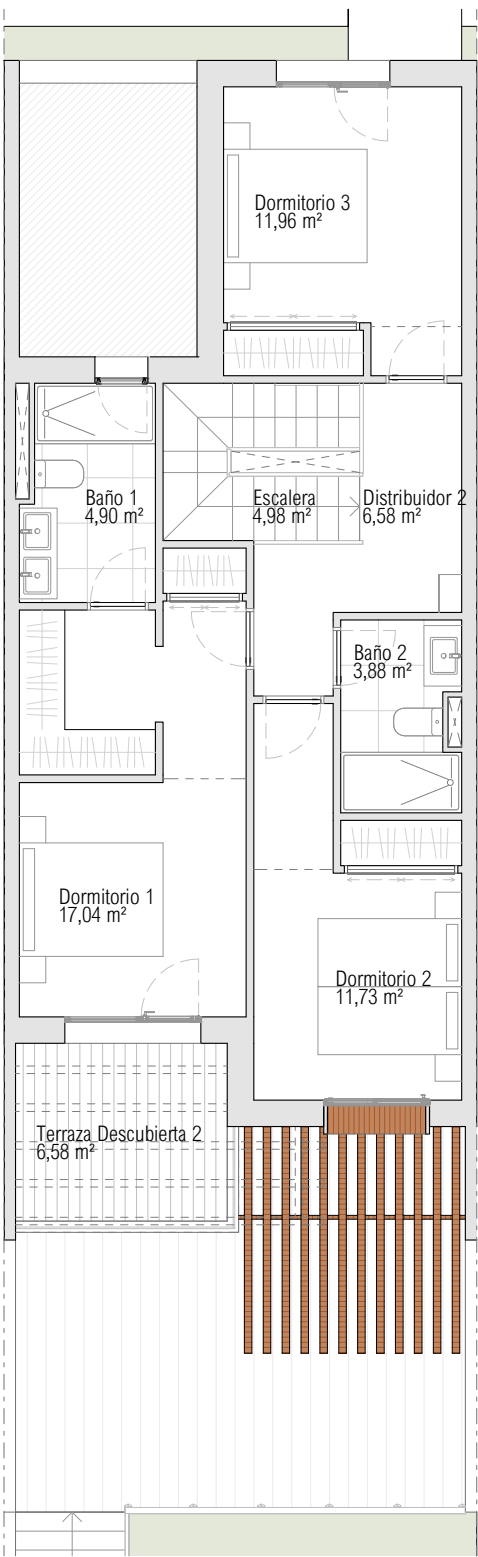 Dormitorio 3
11,96 m²
Baño 1
4,90 m²
Escalera
4,98 m²
Distribuidor 2
6,58 m²
Baño 2
3,88 m²
Dormitorio 1
17,04 m²
Dormitorio 2
11,73 m²
Terraza Descubierta 2
6,58 m²